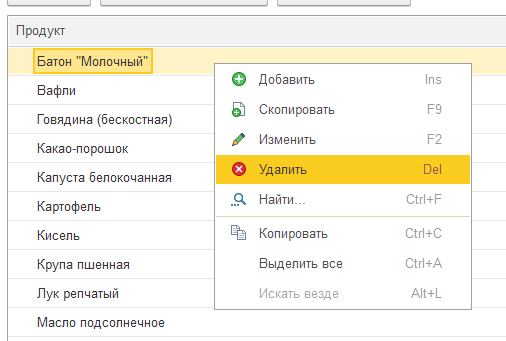 Продукт
Батон "Молочный"
Вафли
Говядина (бескостная)
Какао-порошок
Капуста белокочанная
Картофель
Кисель
Крупа пшенная
Лук репчатый
Масло подсолнечное
Добавить Ins
Скопировать F9
Изменить F2
Удалить Del
Найти... Ctrl+F
Копировать Ctrl+C
Выделить все Ctrl+A
Искать везде Alt+L